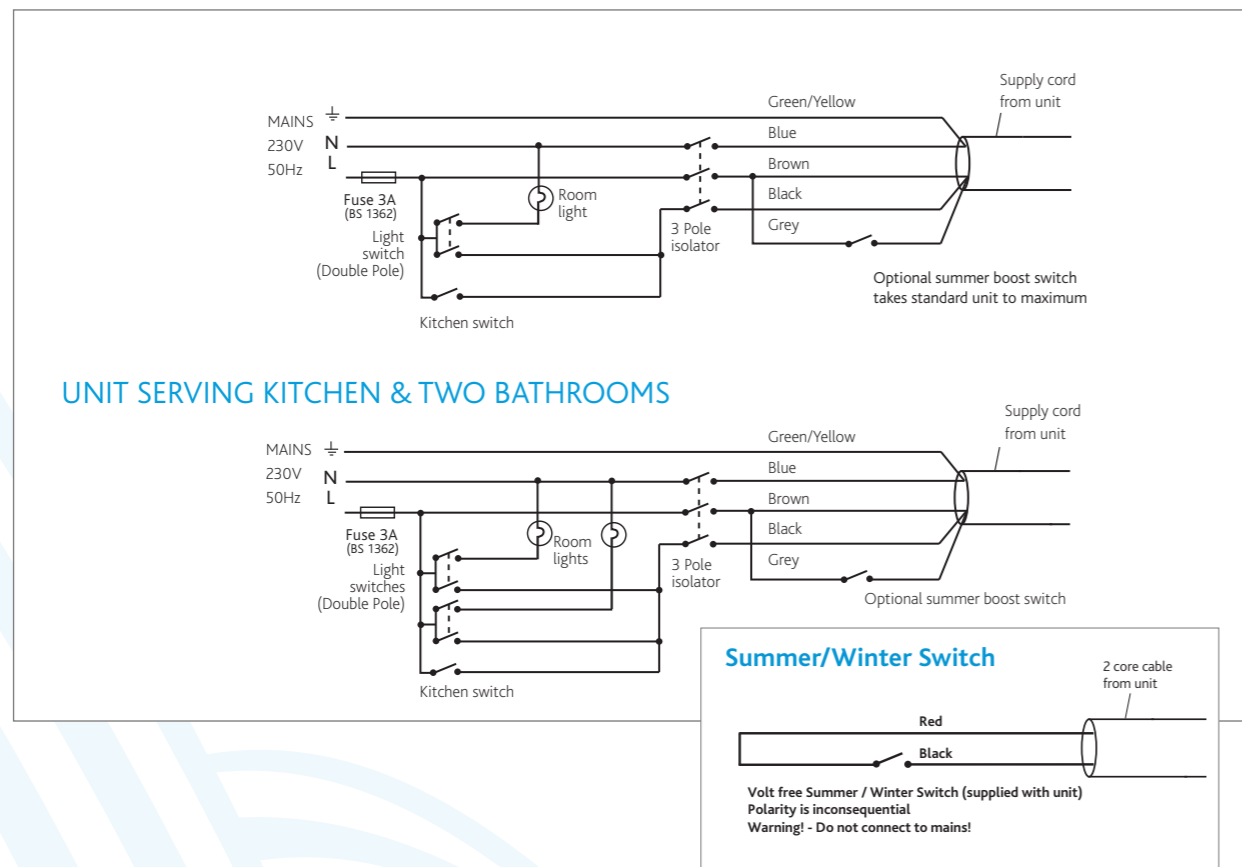 Supply cord
from unit
Green/Yellow
MAINS
230V N
Blue
50Hz L
Brown
Fuse 3A
(BS 1362)
Room
light
Black
Light
switch
(Double Pole)
3 Pole
isolator
Grey
Optional summer boost switch
takes standard unit to maximum
Kitchen switch
UNIT SERVING KITCHEN & TWO BATHROOMS
Supply cord
from unit
Green/Yellow
MAINS
230V N
Blue
50Hz L
Brown
Fuse 3A
(BS 1362)
Room
lights
Black
Light
switches
(Double Pole)
3 Pole
isolator
Grey
Optional summer boost switch
Kitchen switch
Summer/Winter Switch
2 core cable
from unit
Red
Black
Volt free Summer / Winter Switch (supplied with unit)
Polarity is inconsequential
Warning! - Do not connect to mains!